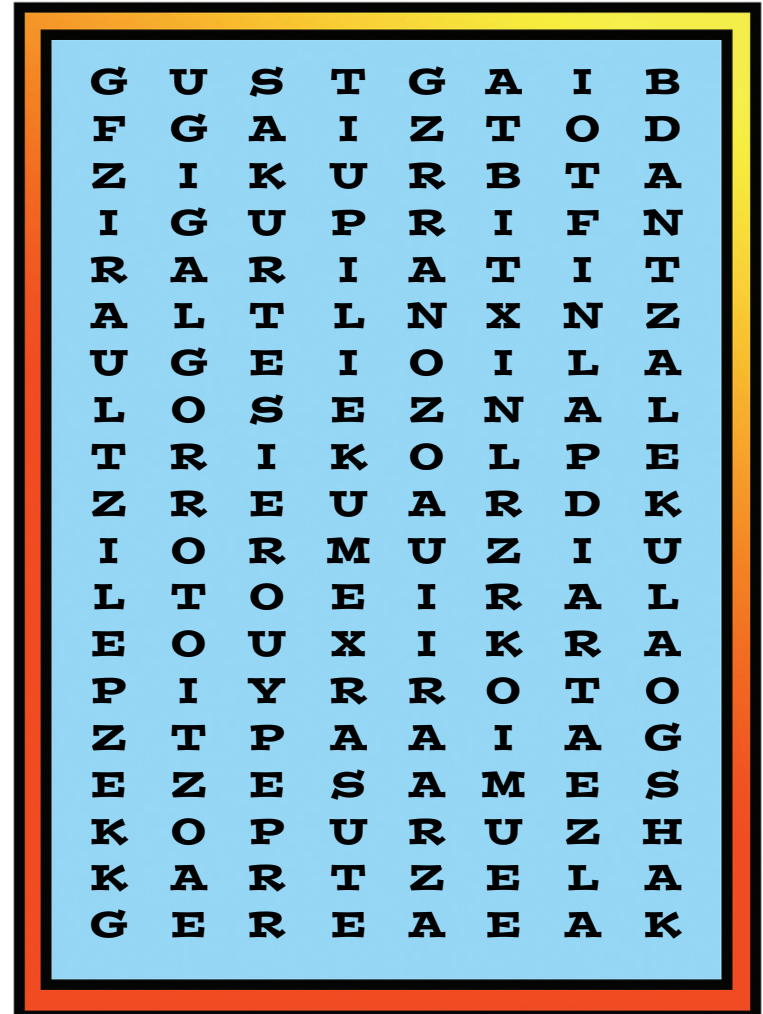 G U S T G A I B
F G A I Z T O D
Z I K U R B T A
I G U P R I F N
R A R I A T I T
A L T L N X N Z
U G E I O I L A
L O S E Z N A L
T R I K O L P E
Z R E U A R D K
I O R M U Z I U
L T O E I R A L
E O U X I K R A
P I Y R R O T O
Z T P A A I A G
E Z E S A M E S
K O P U R U Z H
K A R T Z E L A
G E R E A E A K